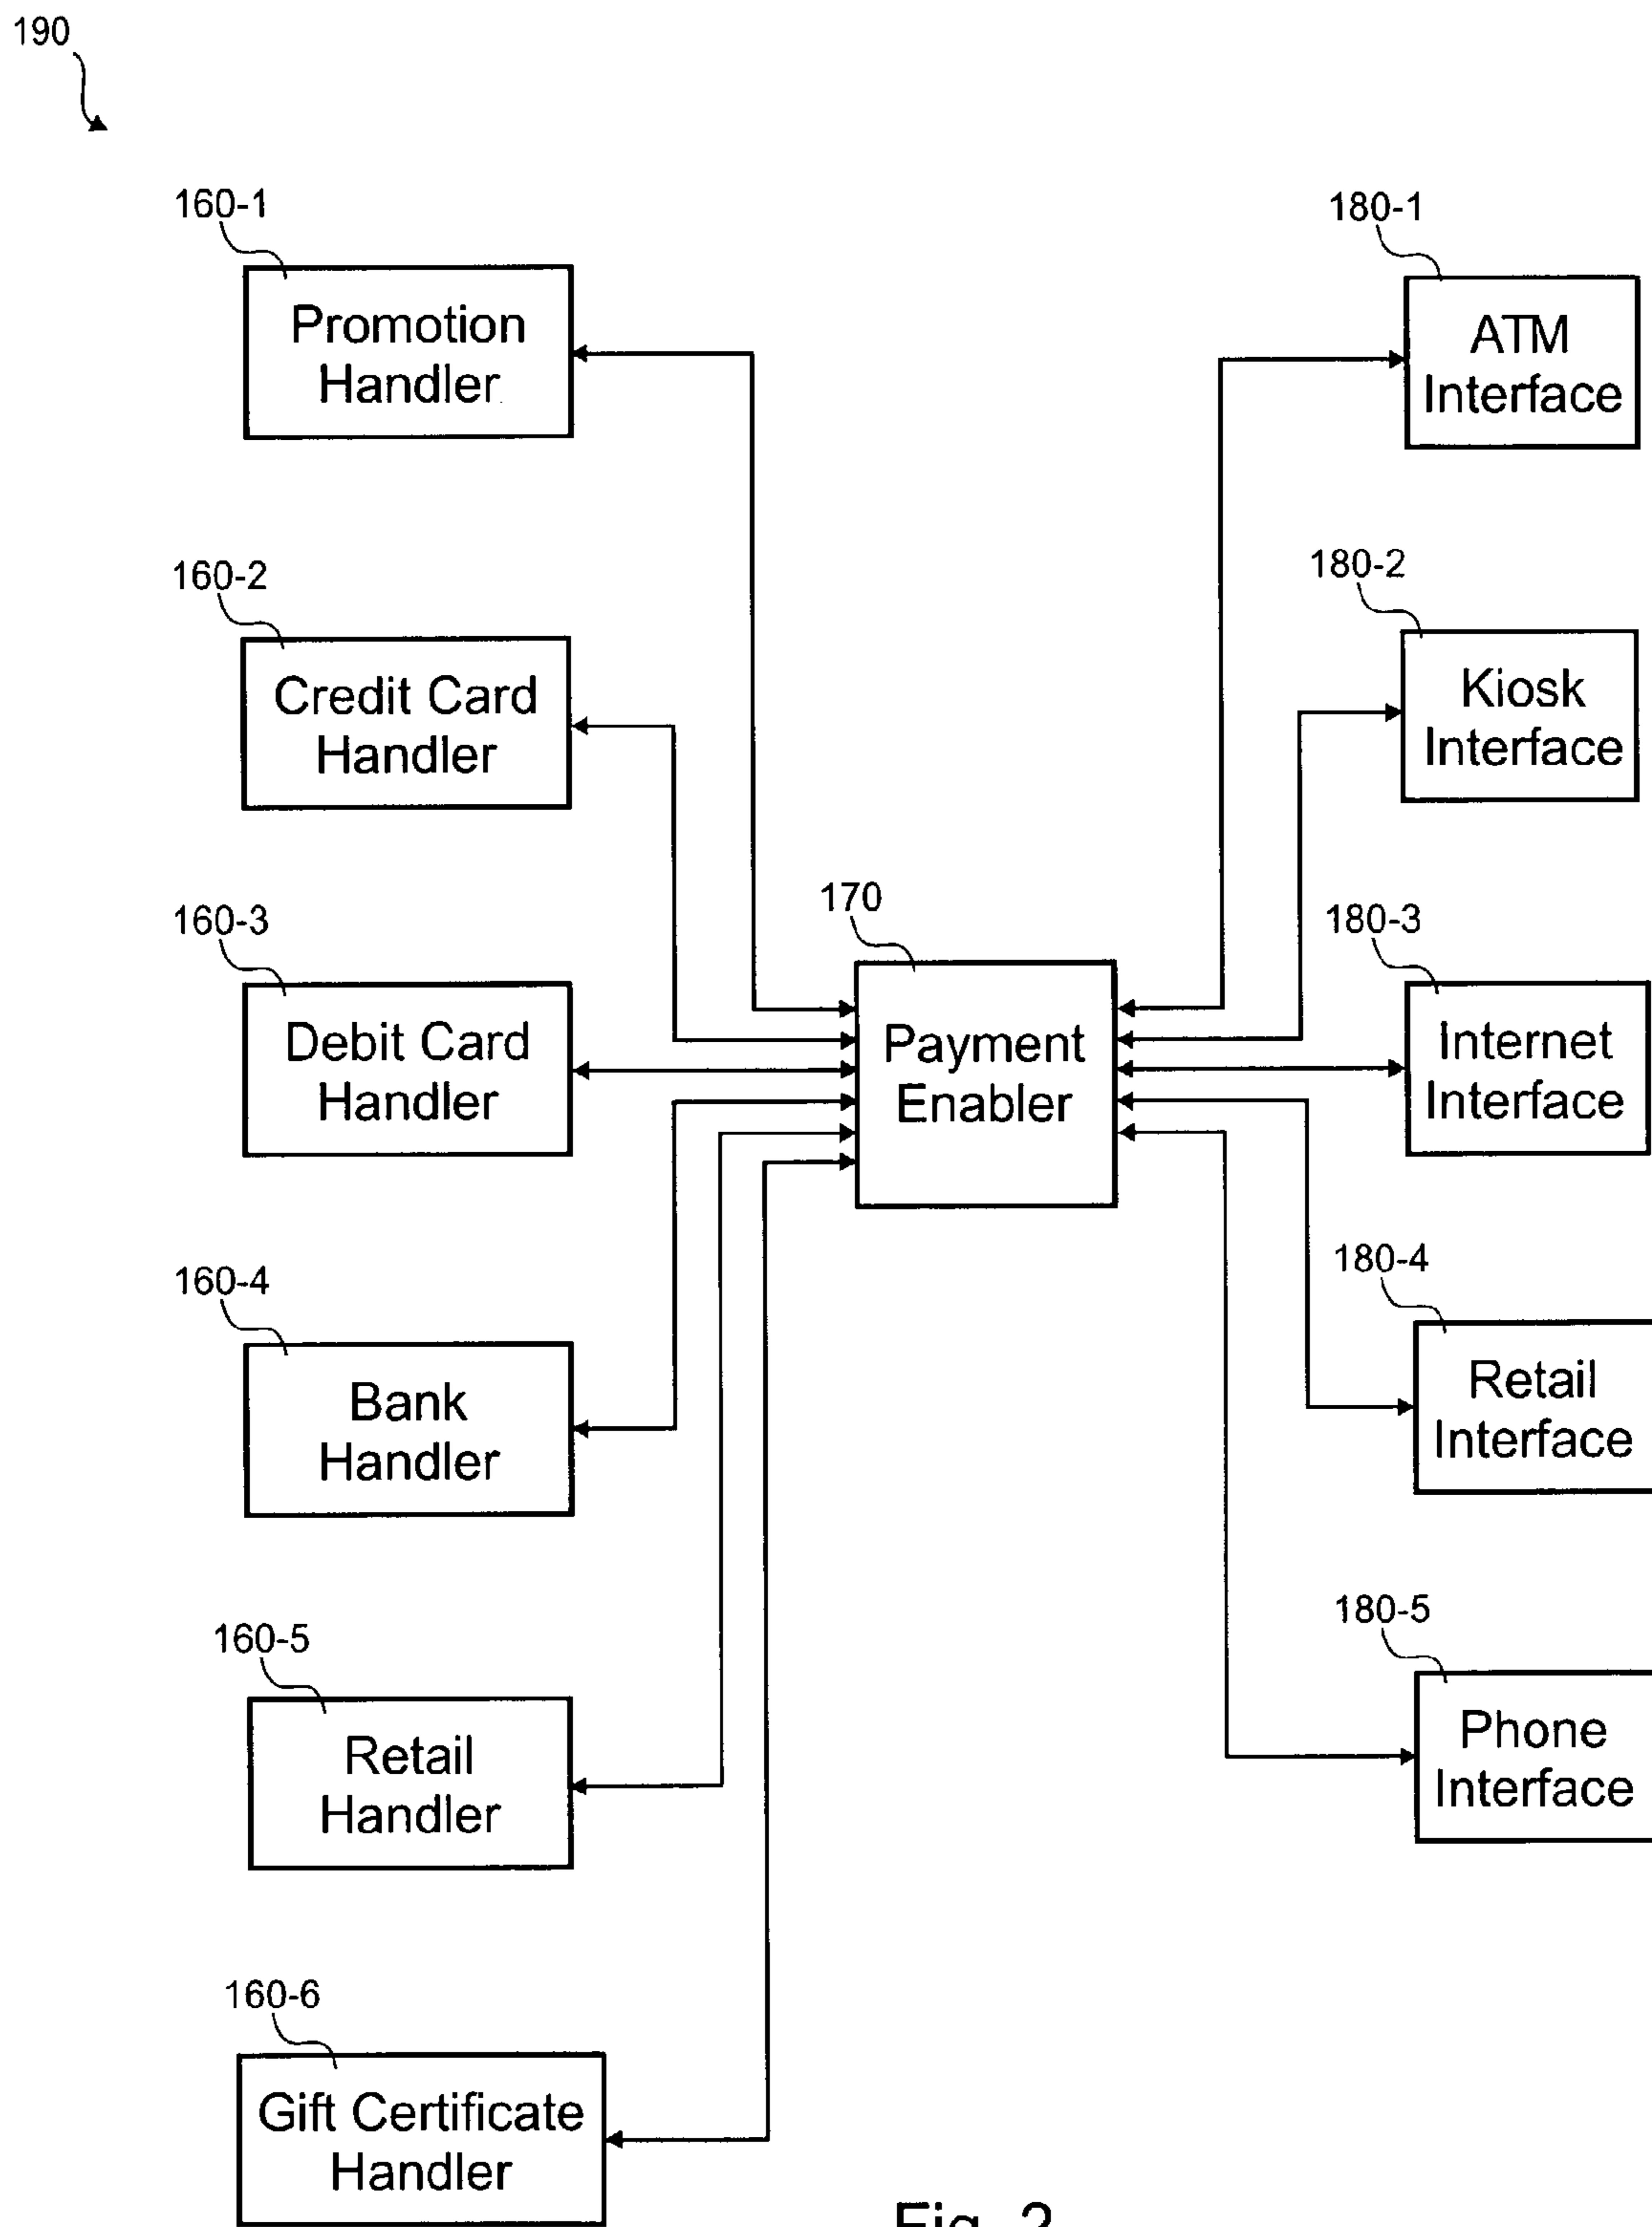 190
160-1
Promotion
Handler
180-1
ATM
Interface
160-2
Credit Card
Handler
180-2
Kiosk
Interface
160-3
Debit Card
Handler
170
Payment
Enabler
180-3
Internet
Interface
160-4
Bank
Handler
180-4
Retail
Interface
160-5
Retail
Handler
180-5
Phone
Interface
160-6
Gift Certificate
Handler
Fig. 2